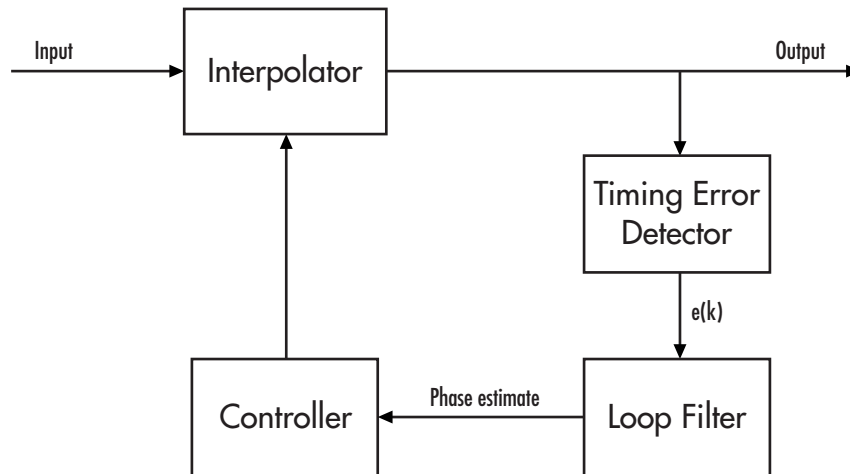 Input
Interpolator
Output
Timing Error
Detector
e(k)
Controller
Phase estimate
Loop Filter